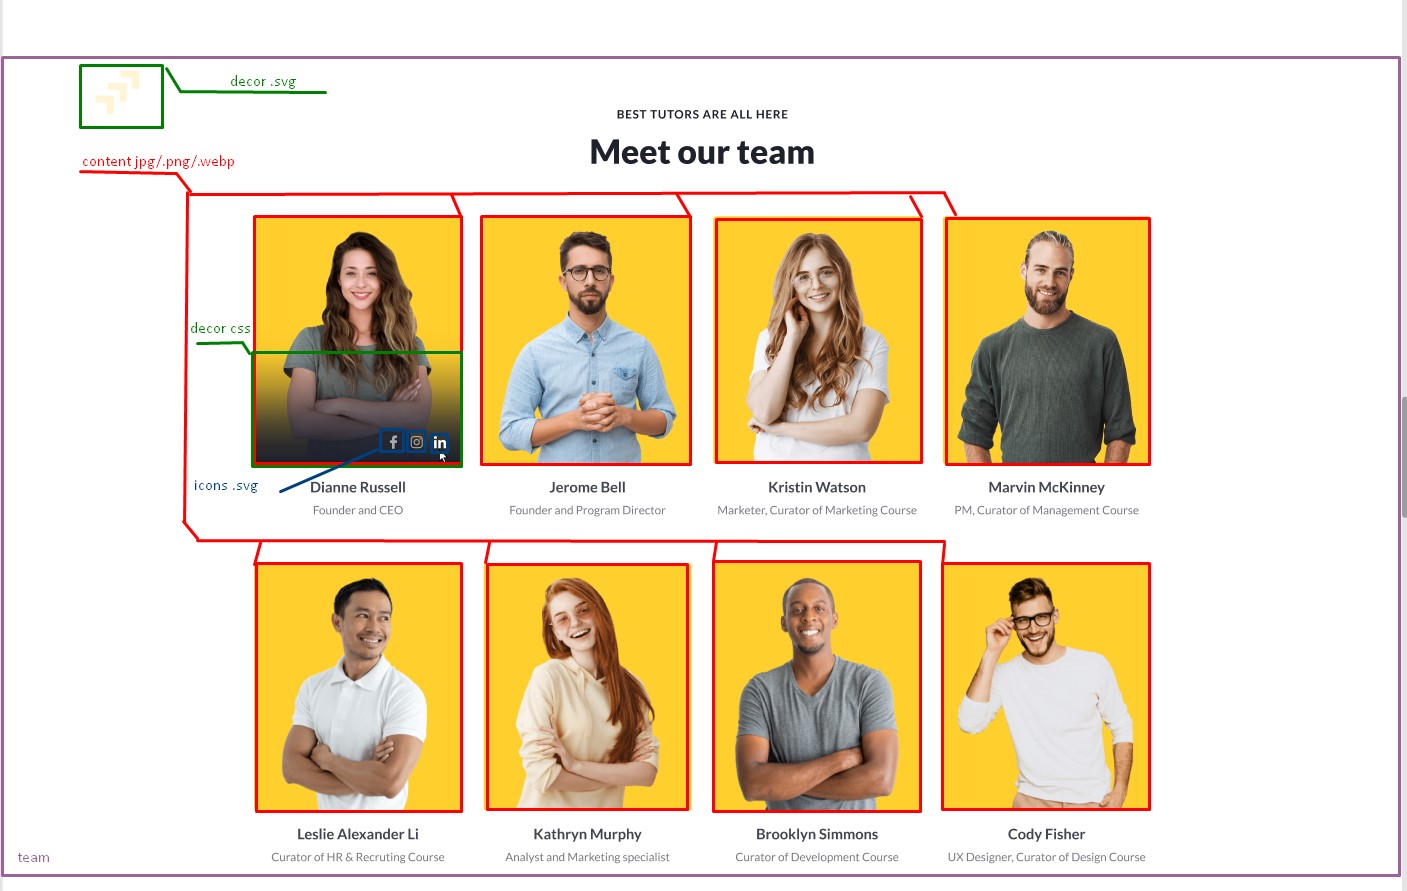 decor .svg
BEST TUTORS ARE ALL HERE
Meet our team
content jpg/.png/.webp
decor css
icons .svg
in
Dianne Russell
Founder and CEO
Jerome Bell
Founder and Program Director
Kristin Watson
Marketer, Curator of Marketing Course
Marvin McKinney
PM, Curator of Management Course
Leslie Alexander Li
Curator of HR & Recruting Course
Kathryn Murphy
Analyst and Marketing specialist
Brooklyn Simmons
Curator of Development Course
Cody Fisher
UX Designer, Curator of Design Course
team